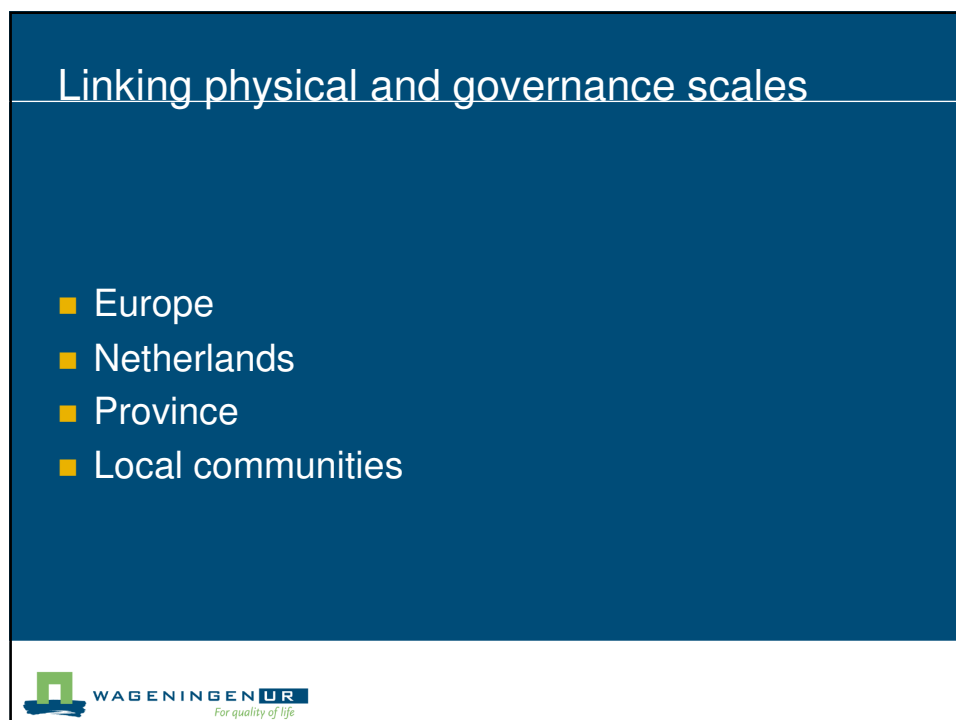 Linking physical and governance scales
Europe
Netherlands
Province
Local communities
WAGENINGEN UR
For quality of life